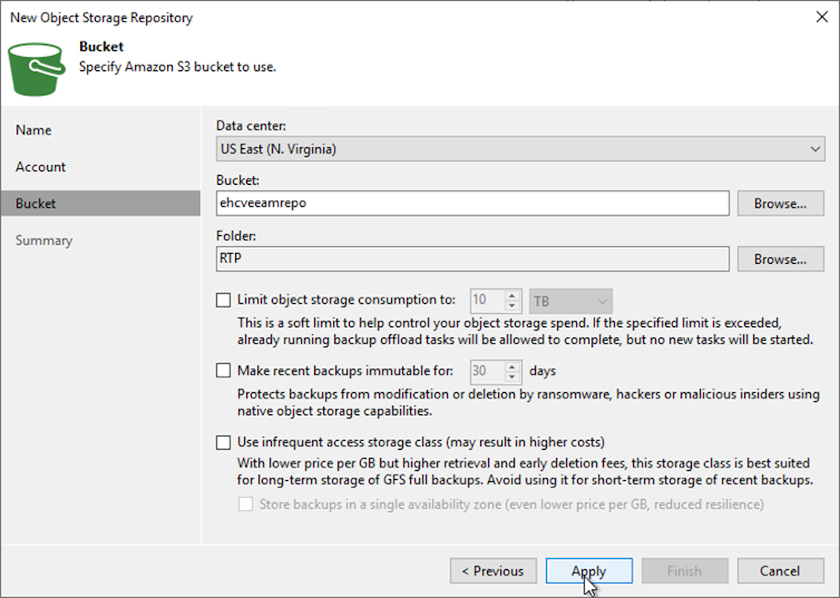 New Object Storage Repository
Bucket
Specify Amazon S3 bucket to use.
Name
Account
Bucket
Summary
Data center:
US East (N. Virginia)
Bucket:
ehcveeamrepo
Browse...
Folder:
RTP
Browse...
Limit object storage consumption to: 10 TB
This is a soft limit to help control your object storage spend. If the specified limit is exceeded,
already running backup offload tasks will be allowed to complete, but no new tasks will be started.
Make recent backups immutable for: 30 days
Protects backups from modification or deletion by ransomware, hackers or malicious insiders using
native object storage capabilities.
Use infrequent access storage class (may result in higher costs)
With lower price per GB but higher retrieval and early deletion fees, this storage class is best suited
for long-term storage of GFS full backups. Avoid using it for short-term storage of recent backups.
Store backups in a single availability zone (even lower price per GB, reduced resilience)
< Previous
Apply
Finish
Cancel